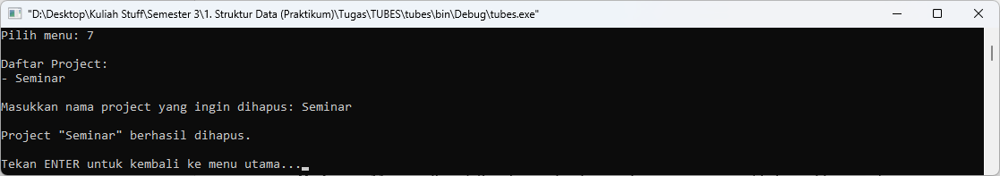 "D:\Desktop\Kuliah Stuff\Semester 3\1. Struktur Data (Praktikum)\Tugas\TUBES\tubes\bin\Debug\tubes.exe"
Pilih menu: 7
Daftar Project:
- Seminar
Masukkan nama project yang ingin dihapus: Seminar
Project "Seminar" berhasil dihapus.
Tekan ENTER untuk kembali ke menu utama...